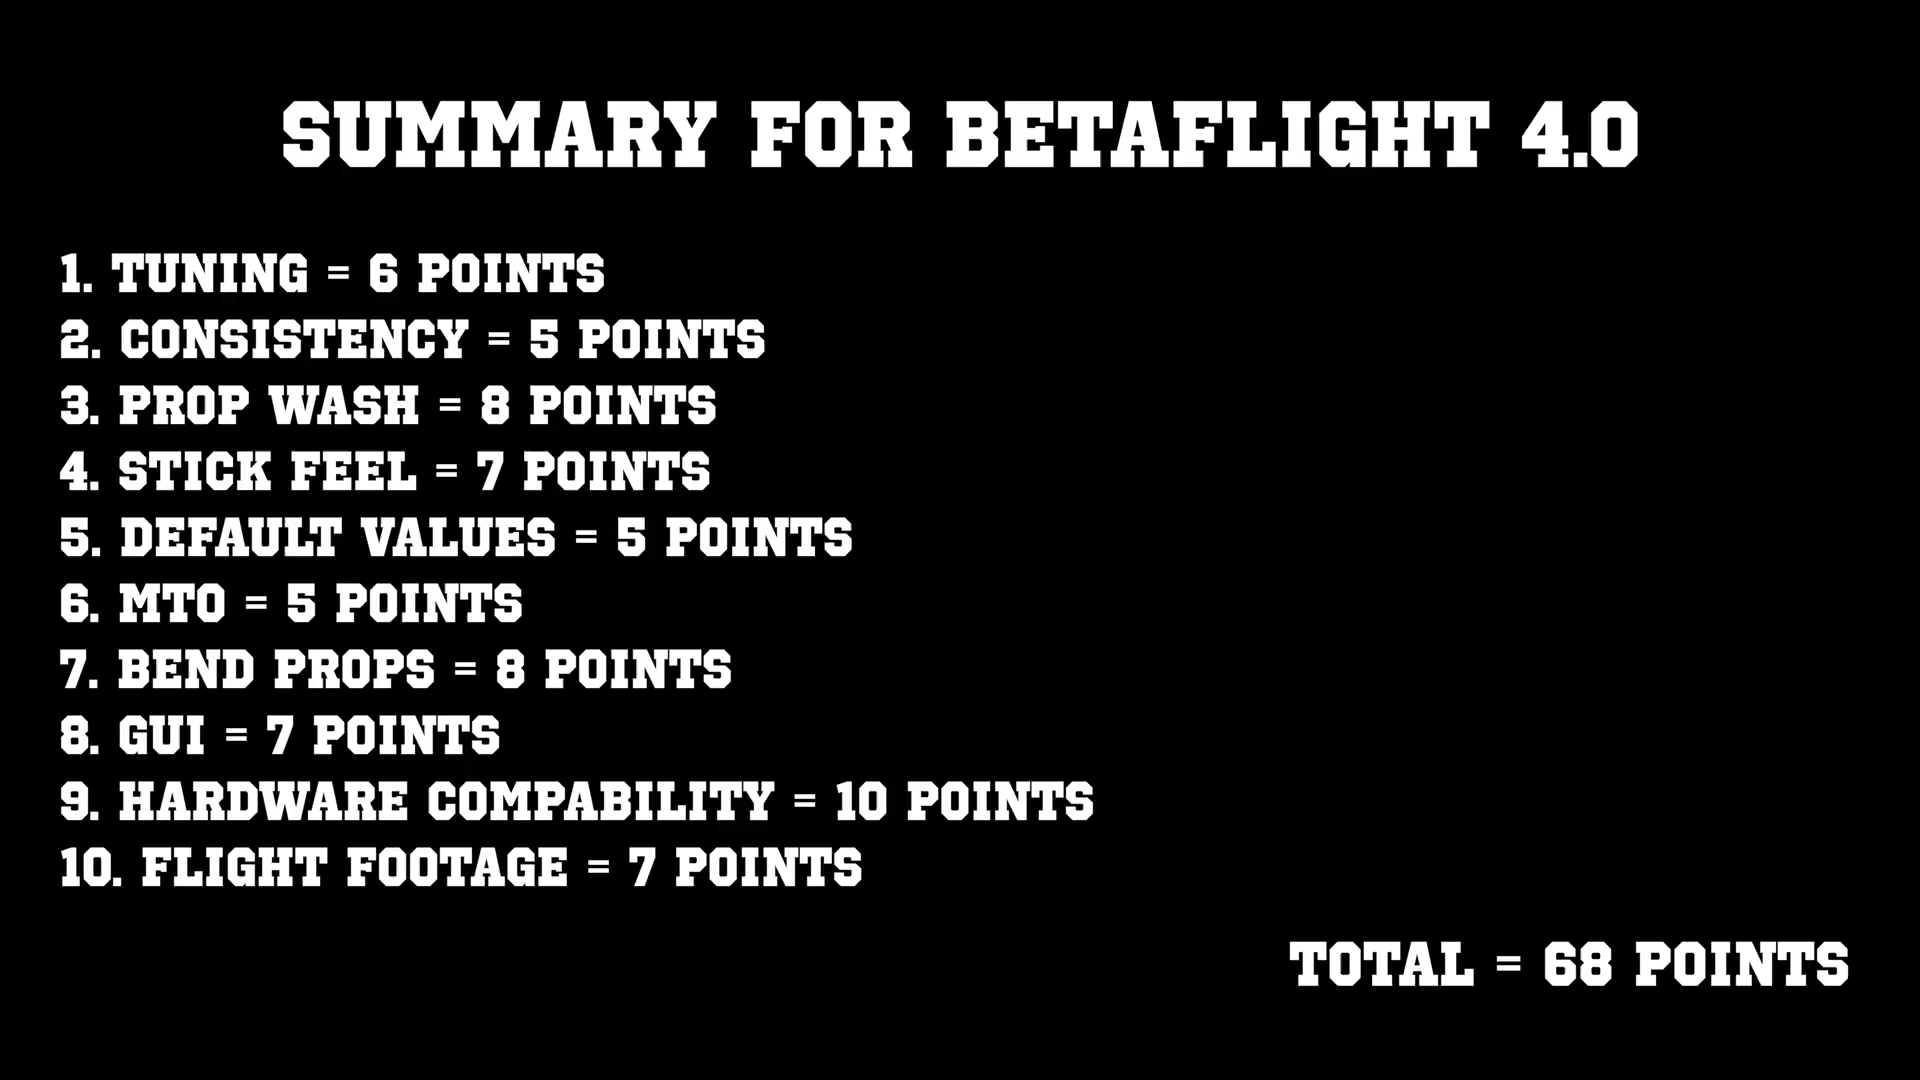 SUMMARY FOR BETAFLIGHT 4.0
1. TUNING = 6 POINTS
2. CONSISTENCY = 5 POINTS
3. PROP WASH = 8 POINTS
4. STICK FEEL = 7 POINTS
5. DEFAULT VALUES = 5 POINTS
6. MTO = 5 POINTS
7. BEND PROPS = 8 POINTS
8. GUI = 7 POINTS
9. HARDWARE COMPABILITY = 10 POINTS
10. FLIGHT FOOTAGE = 7 POINTS
TOTAL = 68 POINTS